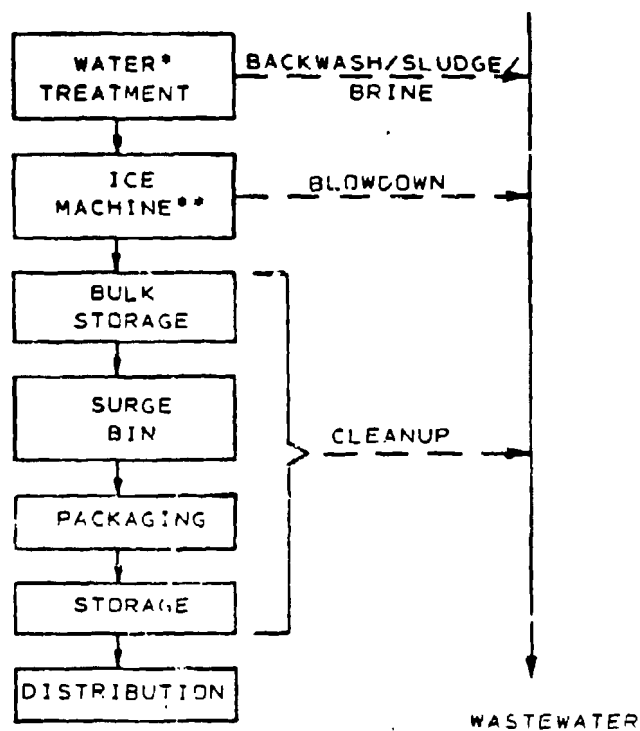 WATER*
TREATMENT
BACKWASH/SLUDGE/
BRINE
ICE
MACHINE**
BLOWDOWN
BULK
STORAGE
SURGE
BIN
CLEANUP
PACKAGING
STORAGE
DISTRIBUTION
WASTEWATER